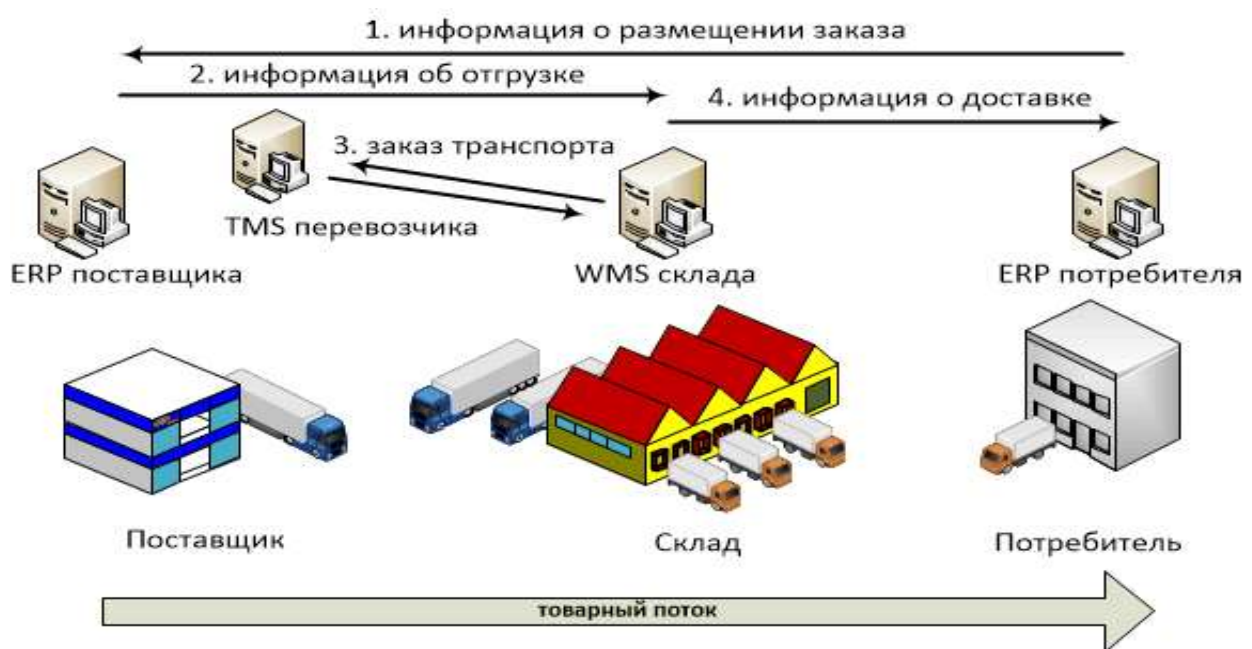 1. информация о размещении заказа
2. информация об отгрузке
4. информация о доставке
3. заказ транспорта
TMS перевозчика
ERP поставщика
WMS склада
ERP потребителя
Поставщик
Склад
Потребитель
товарный поток